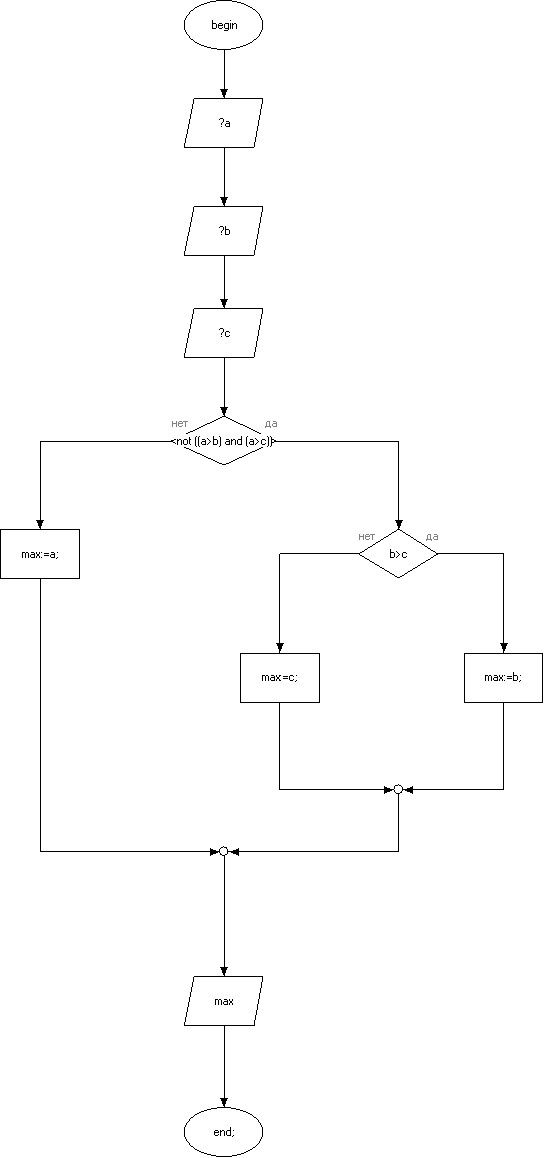 begin
?a
?b
?c
нет
да
<not ((a>b) and (a>c))>
нет
да
max:=a;
b>c
max:=c;
max:=b;
max
end;